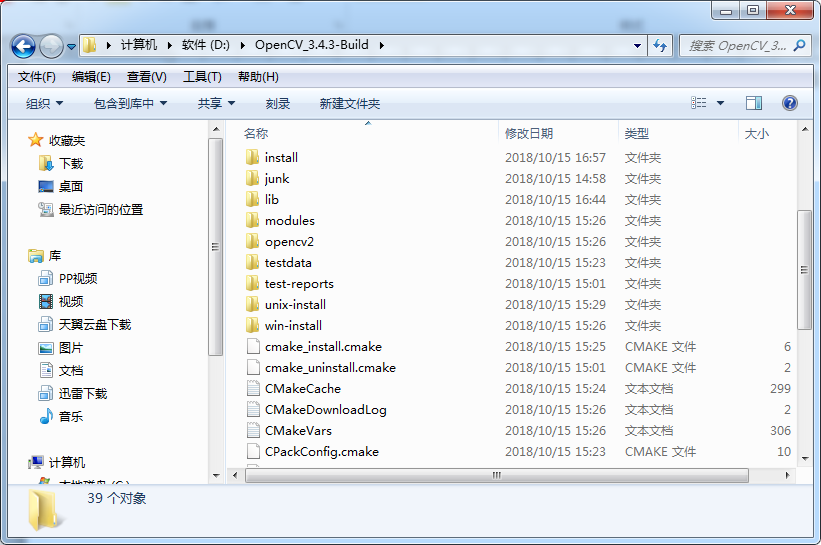 计算机 软件 (D:) OpenCV_3.4.3-Build 搜索 OpenCV_3...
文件(F) 编辑(E) 查看(V) 工具(T) 帮助(H)
组织 包含到库中 共享 刻录 新建文件夹
收藏夹
下载
桌面
最近访问的位置
库
PP视频
视频
天翼云盘下载
图片
文档
迅雷下载
音乐
计算机
本地磁盘 (C:)
名称 修改日期 类型 大小
install 2018/10/15 16:57 文件夹
junk 2018/10/15 14:58 文件夹
lib 2018/10/15 16:44 文件夹
modules 2018/10/15 15:26 文件夹
opencv2 2018/10/15 15:26 文件夹
testdata 2018/10/15 15:23 文件夹
test-reports 2018/10/15 15:01 文件夹
unix-install 2018/10/15 15:29 文件夹
win-install 2018/10/15 15:26 文件夹
cmake_install.cmake 2018/10/15 15:25 CMAKE 文件 6
cmake_uninstall.cmake 2018/10/15 15:01 CMAKE 文件 2
CMakeCache 2018/10/15 15:24 文本文档 299
CMakeDownloadLog 2018/10/15 15:26 文本文档 2
CMakeVars 2018/10/15 15:26 文本文档 306
CPackConfig.cmake 2018/10/15 15:23 CMAKE 文件 10
39 个对象